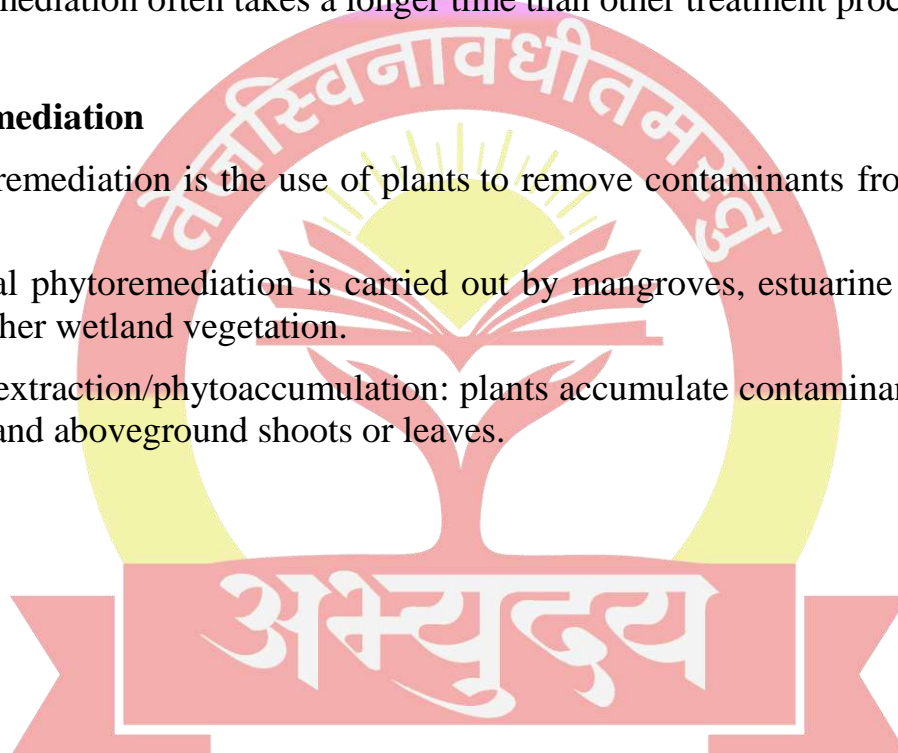 mediation often takes a longer time than other treatment proc
तेजस्विनावधीतमस्तु
mediation
remediation is the use of plants to remove contaminants fro
al phytoremediation is carried out by mangroves, estuarine
her wetland vegetation.
extraction/phytoaccumulation: plants accumulate contaminan
and aboveground shoots or leaves.
अभ्युदय